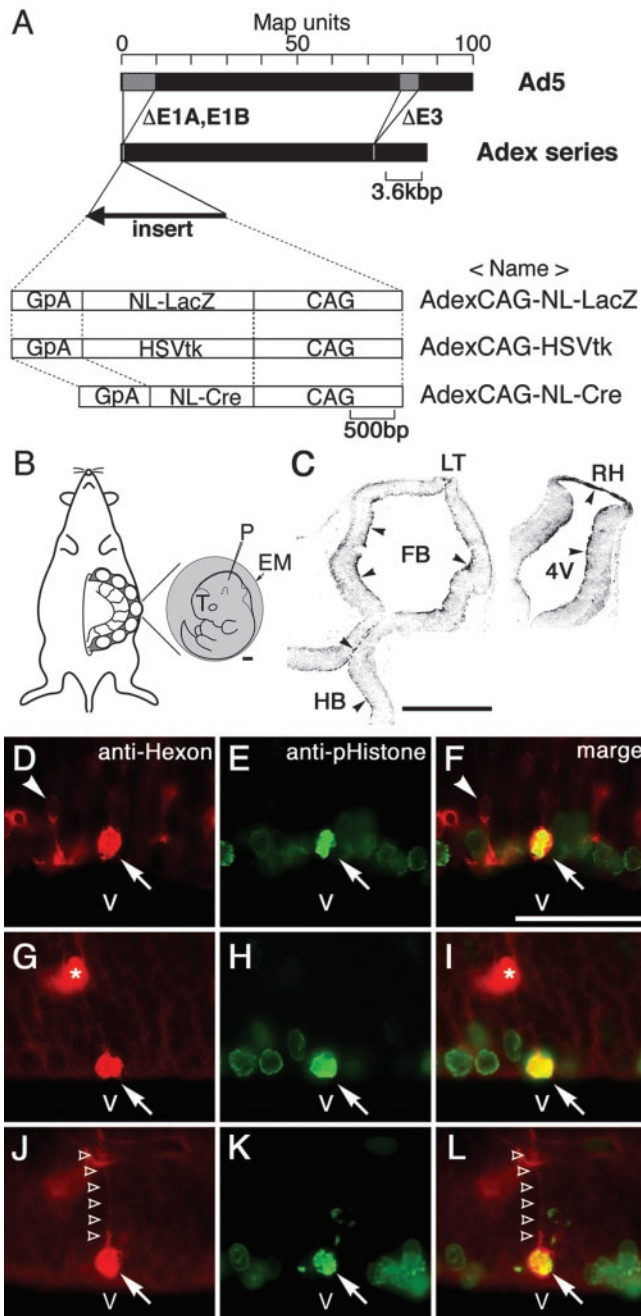 A
Map units
0 50 100
Ad5
ΔE1A,E1B ΔE3
Adex series
3.6kbp
insert
< Name >
GpA NL-LacZ CAG AdexCAG-NL-LacZ
GpA HSVtk CAG AdexCAG-HSVtk
GpA NL-Cre CAG AdexCAG-NL-Cre
500bp
B
P
EM
T
C
LT
FB
HB
RH
4V
D anti-Hexon
V
E anti-pHistone
V
F marge
V
G
*
V
H
V
I
*
V
J
V
K
V
L
V